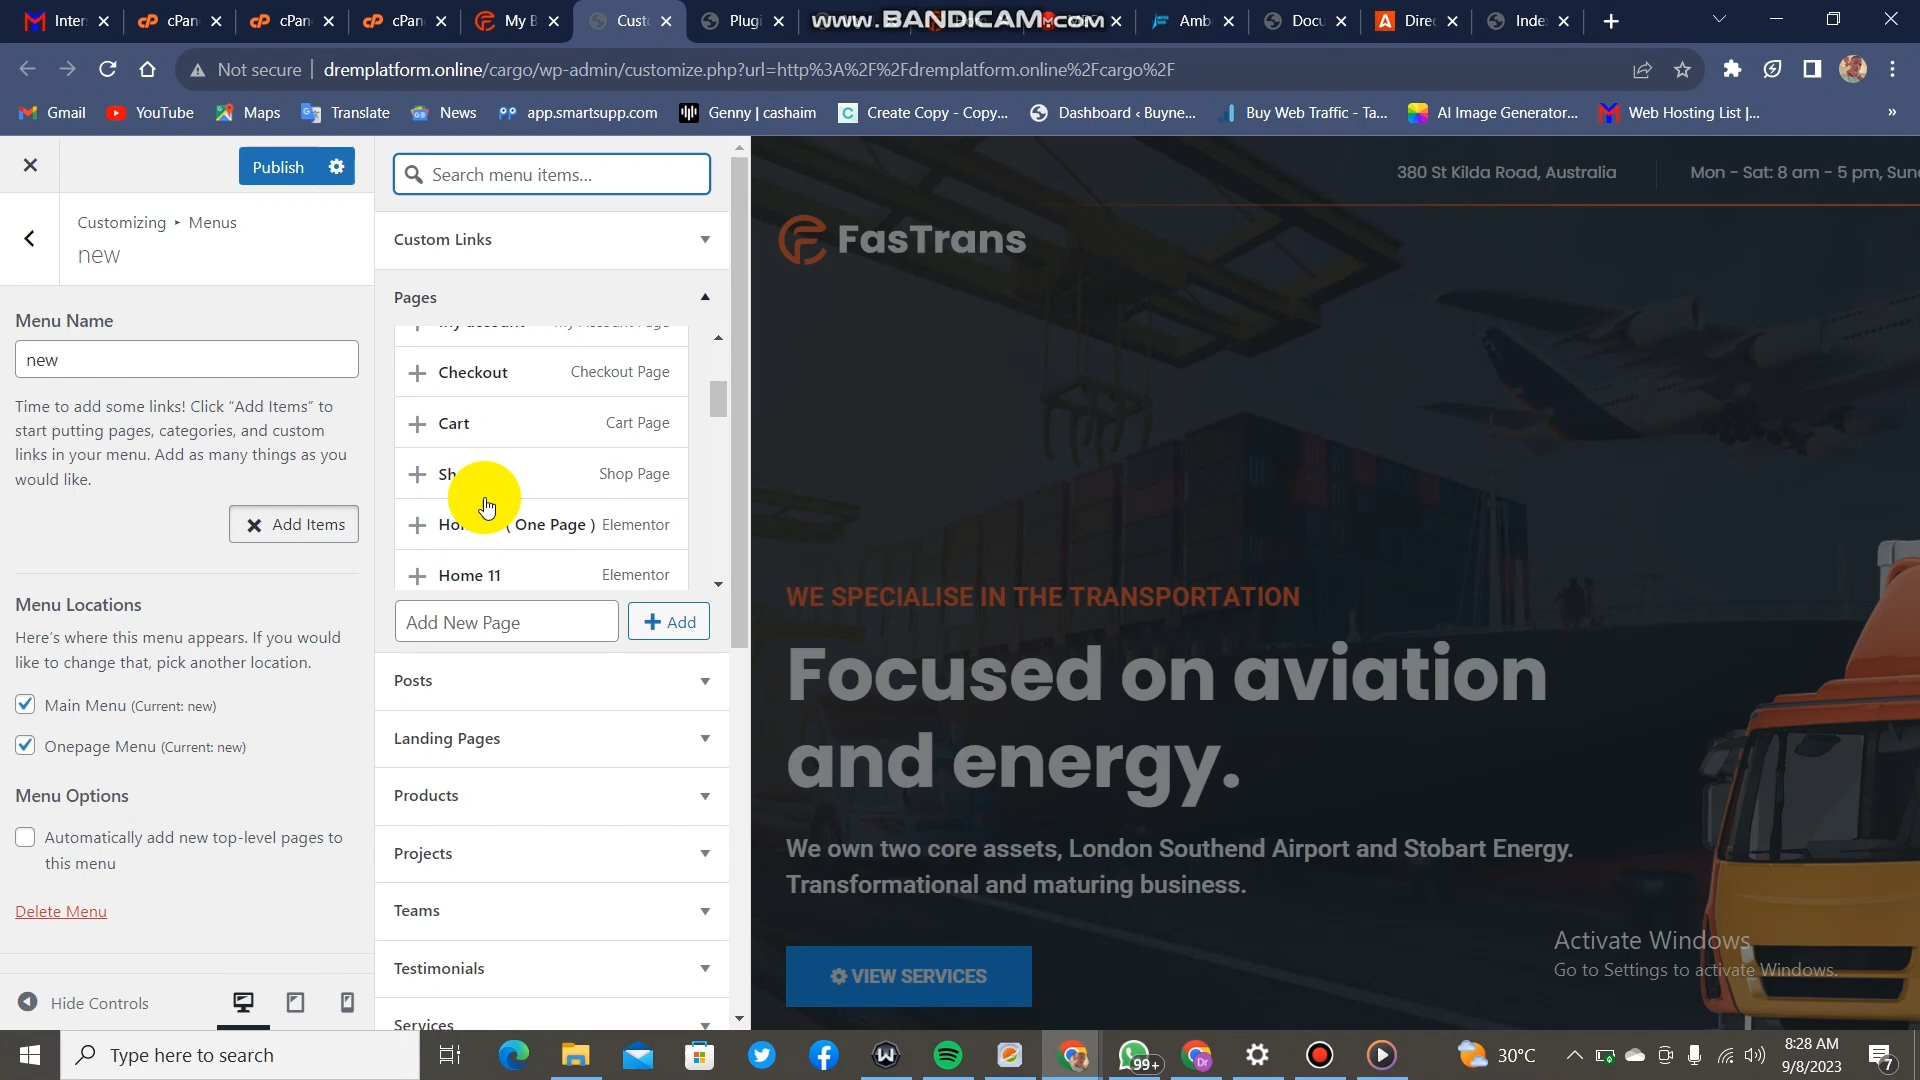 www.BANDICAM.com
Inter
cPan
cPan
cPan
My B
Cust
Plugi
Amb
Docu
Direc
Inde
Not secure
dremplatform.online/cargo/wp-admin/customize.php?url=http%3A%2F%2Fdremplatform.online%2Fcargo%2F
Gmail
YouTube
Maps
Translate
News
app.smartsupp.com
Genny | cashaim
Create Copy - Copy...
Dashboard ‹ Buyne...
Buy Web Traffic - Ta...
AI Image Generator...
Web Hosting List |...
»
Publish
Customizing ▸ Menus
new
Menu Name
new
Time to add some links! Click "Add Items" to
start putting pages, categories, and custom
links in your menu. Add as many things as you
would like.
Add Items
Menu Locations
Here's where this menu appears. If you would
like to change that, pick another location.
Main Menu (Current: new)
Onepage Menu (Current: new)
Menu Options
Automatically add new top-level pages to
this menu
Delete Menu
Hide Controls
Search menu items...
Custom Links
Pages
Checkout Checkout Page
Cart Cart Page
Shop Page
( One Page ) Elementor
Home 11 Elementor
Add New Page
Add
Posts
Landing Pages
Products
Projects
Teams
Testimonials
Services
380 St Kilda Road, Australia
Mon - Sat: 8 am - 5 pm, Sun
FasTrans
WE SPECIALISE IN THE TRANSPORTATION
Focused on aviation
and energy.
We own two core assets, London Southend Airport and Stobart Energy.
Transformational and maturing business.
VIEW SERVICES
Activate Windows
Go to Settings to activate Windows.
Type here to search
99+
30°C
8:28 AM
9/8/2023
7